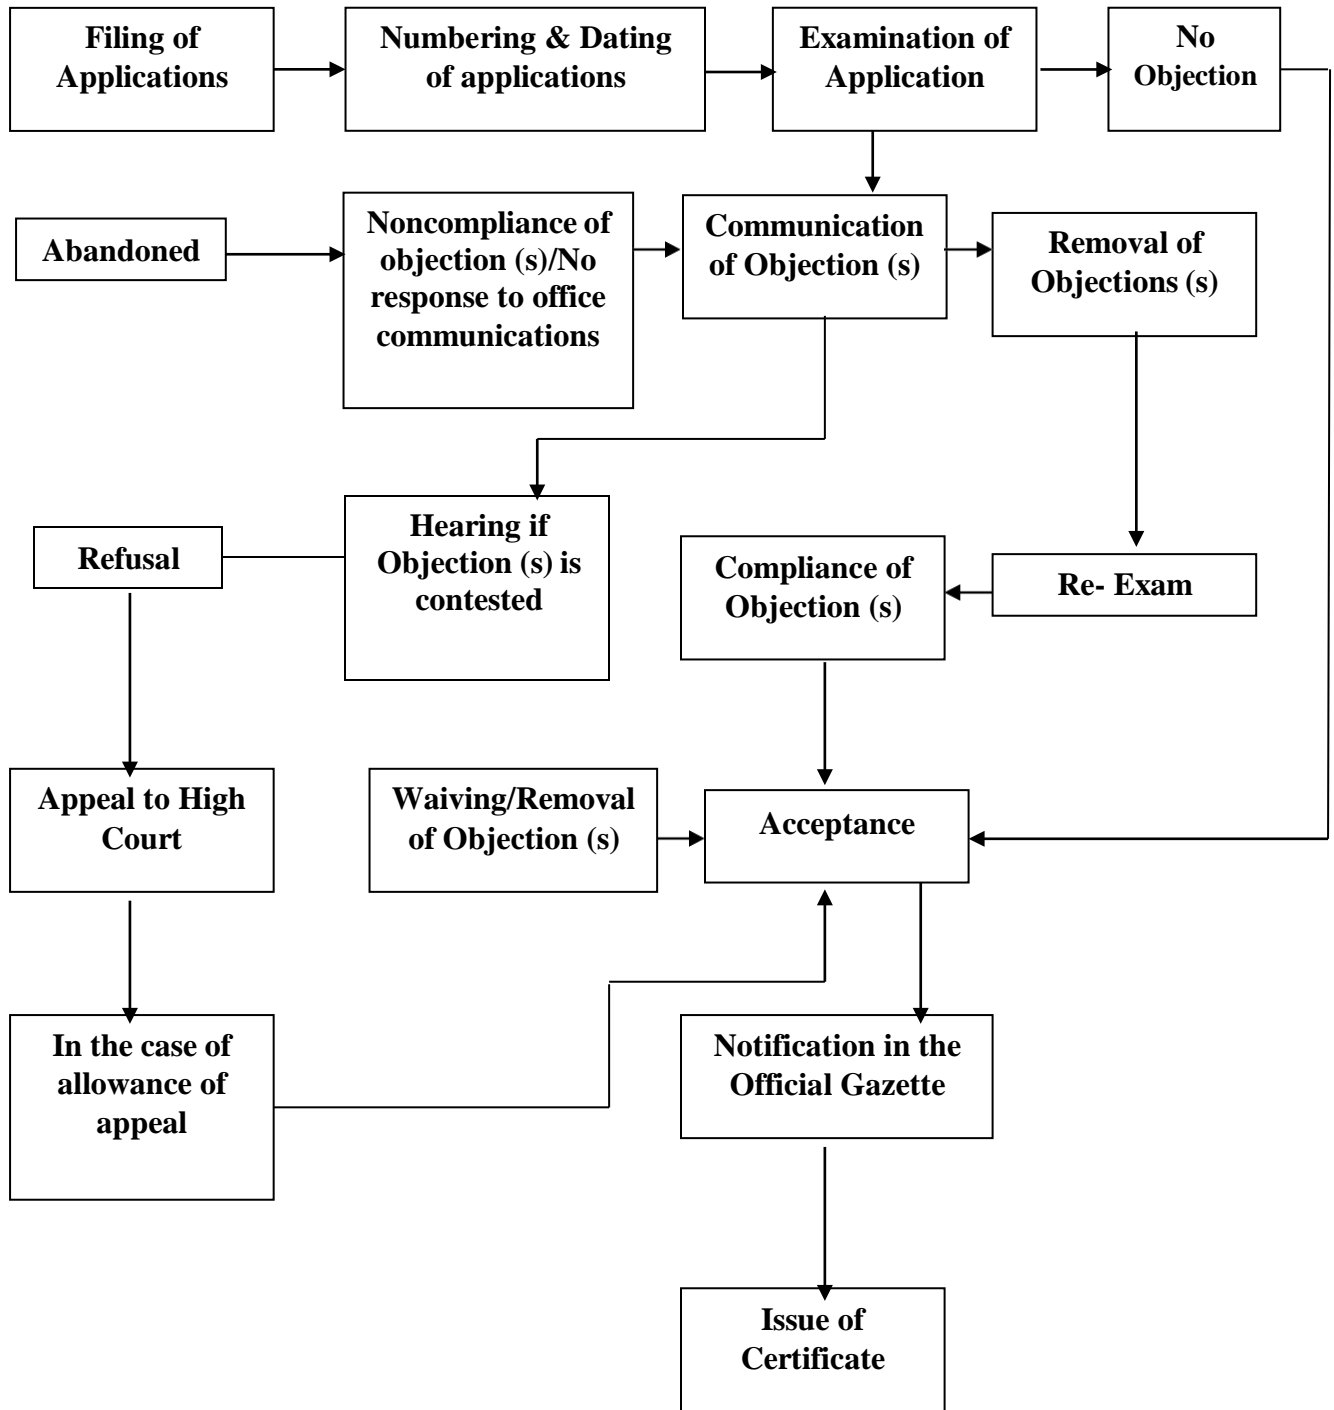 Filing of
Applications
Numbering & Dating
of applications
Examination of
Application
No
Objection
Abandoned
Noncompliance of
objection (s)/No
response to office
communications
Communication
of Objection (s)
Removal of
Objections (s)
Refusal
Hearing if
Objection (s) is
contested
Compliance of
Objection (s)
Re- Exam
Appeal to High
Court
Waiving/Removal
of Objection (s)
Acceptance
In the case of
allowance of
appeal
Notification in the
Official Gazette
Issue of
Certificate